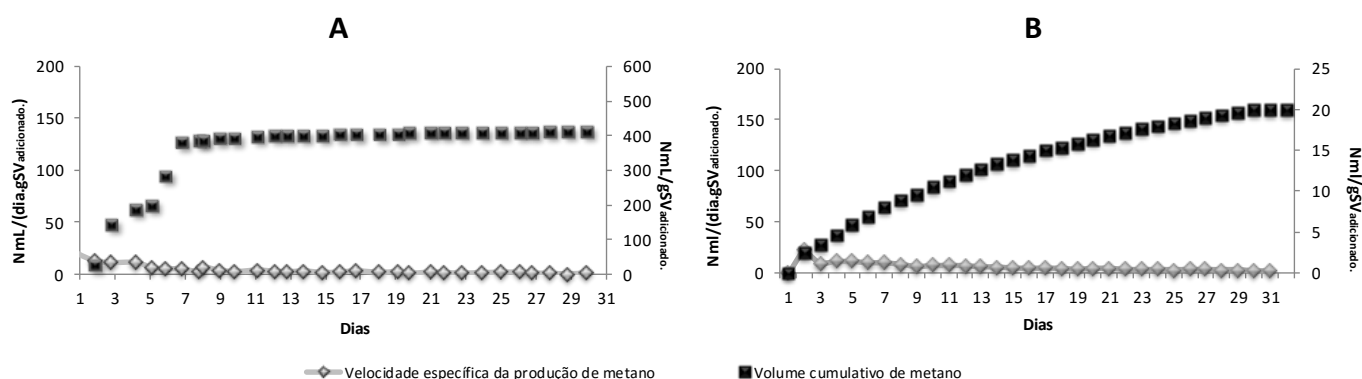 A
200
150
100
50
0
NmL/(dia.gSVadicionado.)
600
500
400
300
200
100
0
NmL/gSVadicionado.
1 3 5 7 9 11 13 15 17 19 21 23 25 27 29 31
Dias
B
200
150
100
50
0
Nml/(dia.gSVadicionado.)
25
20
15
10
5
0
Nml/gSVadicionado.
1 3 5 7 9 11 13 15 17 19 21 23 25 27 29 31
Dias
Velocidade específica da produção de metano
Volume cumulativo de metano